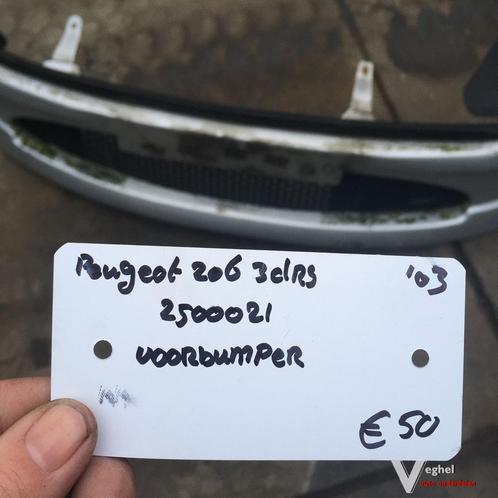 Peugeot 206 3dRS '03
2500021
voorbumper
€ 50
Veghel